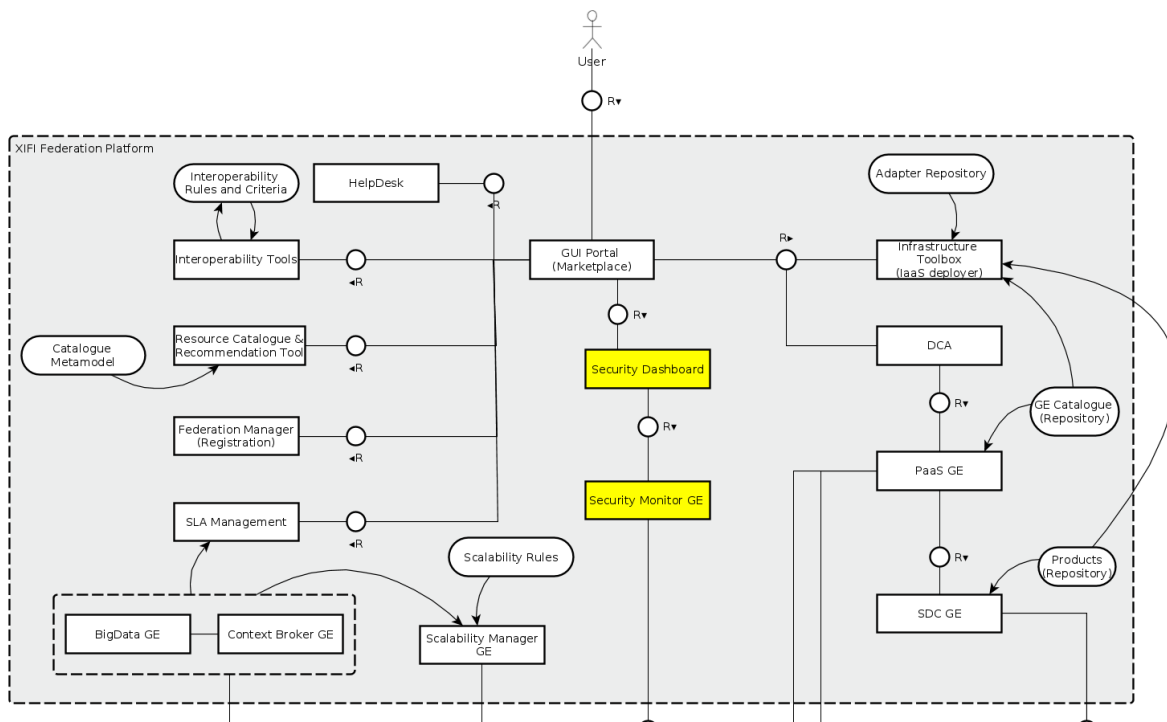 User
R▾
XIFI Federation Platform
Interoperability
Rules and Criteria
HelpDesk
◂R
Adapter Repository
R▸
Interoperability Tools
◂R
GUI Portal
(Marketplace)
Infrastructure
Toolbox
(IaaS deployer)
R▾
Catalogue
Metamodel
Resource Catalogue &
Recommendation Tool
◂R
Security Dashboard
DCA
R▾
GE Catalogue
(Repository)
Federation Manager
(Registration)
◂R
R▾
PaaS GE
Security Monitor GE
SLA Management
◂R
Scalability Rules
R▾
Products
(Repository)
BigData GE
Context Broker GE
Scalability Manager
GE
SDC GE